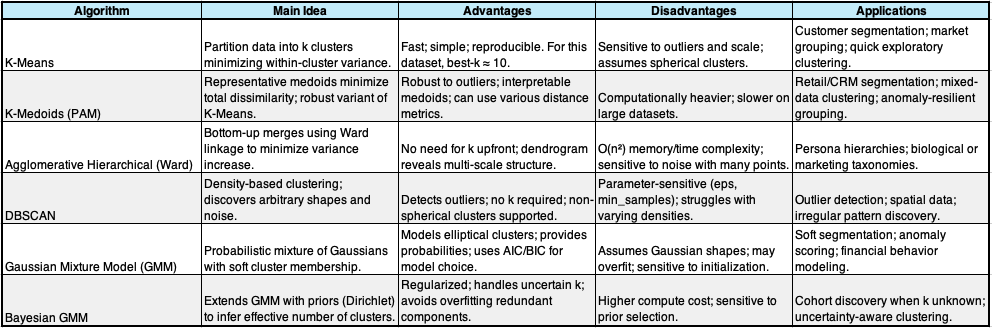 Algorithm Main Idea Advantages Disadvantages Applications
K-Means
Partition data into k clusters
minimizing within-cluster variance.
Fast; simple; reproducible. For this
dataset, best-k ≈ 10.
Sensitive to outliers and scale;
assumes spherical clusters.
Customer segmentation; market
grouping; quick exploratory
clustering.
K-Medoids (PAM)
Representative medoids minimize
total dissimilarity; robust variant of
K-Means.
Robust to outliers; interpretable
medoids; can use various distance
metrics.
Computationally heavier; slower on
large datasets.
Retail/CRM segmentation; mixed-
data clustering; anomaly-resilient
grouping.
Agglomerative Hierarchical (Ward)
Bottom-up merges using Ward
linkage to minimize variance
increase.
No need for k upfront; dendrogram
reveals multi-scale structure.
O(n²) memory/time complexity;
sensitive to noise with many points.
Persona hierarchies; biological or
marketing taxonomies.
DBSCAN
Density-based clustering;
discovers arbitrary shapes and
noise.
Detects outliers; no k required; non-
spherical clusters supported.
Parameter-sensitive (eps,
min_samples); struggles with
varying densities.
Outlier detection; spatial data;
irregular pattern discovery.
Gaussian Mixture Model (GMM)
Probabilistic mixture of Gaussians
with soft cluster membership.
Models elliptical clusters; provides
probabilities; uses AIC/BIC for
model choice.
Assumes Gaussian shapes; may
overfit; sensitive to initialization.
Soft segmentation; anomaly
scoring; financial behavior
modeling.
Bayesian GMM
Extends GMM with priors (Dirichlet)
to infer effective number of clusters.
Regularized; handles uncertain k;
avoids overfitting redundant
components.
Higher compute cost; sensitive to
prior selection.
Cohort discovery when k unknown;
uncertainty-aware clustering.